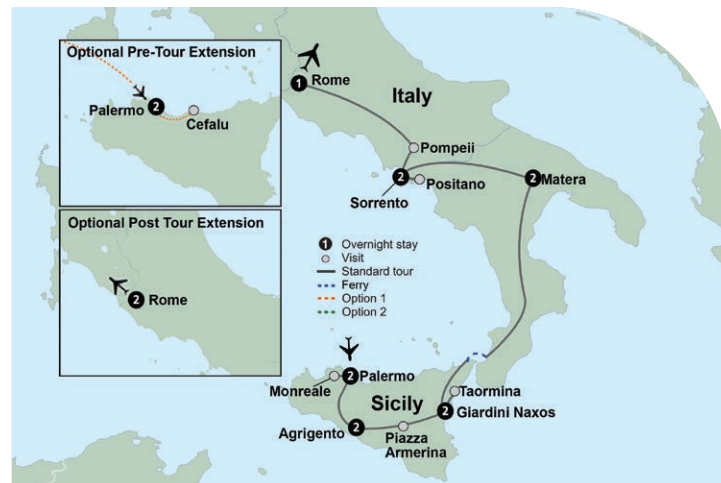 Optional Pre-Tour Extension
Palermo
2
Cefalu
Optional Post Tour Extension
2
Rome
1
Rome
Italy
Pompeii
2
Sorrento
Positano
2
Matera
1 Overnight stay
Visit
Standard tour
Ferry
Option 1
Option 2
Monreale
2
Palermo
Sicily
Taormina
2
Giardini Naxos
Agrigento
2
Piazza
Armerina